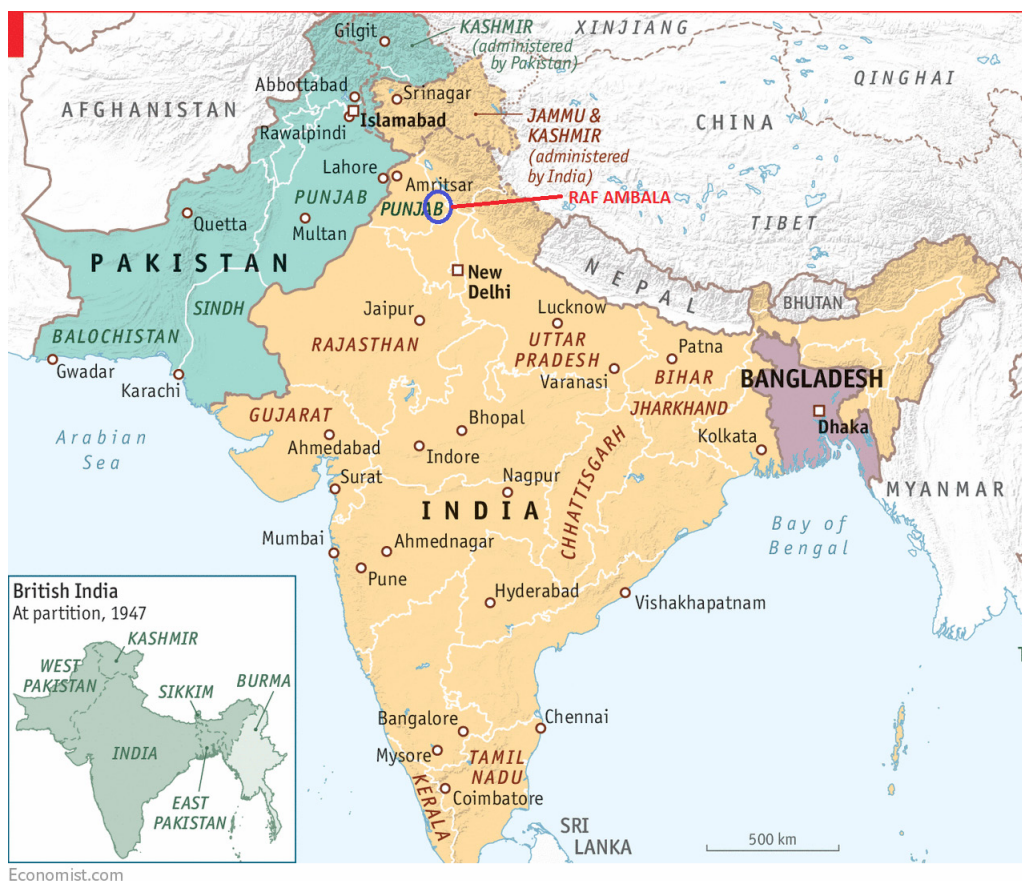 Gilgit
KASHMIR
(administered
by Pakistan)
XINJIANG
QINGHAI
AFGHANISTAN
Abbottabad
Srinagar
Islamabad
Rawalpindi
JAMMU &
KASHMIR
(administered
by India)
CHINA
Lahore
Amritsar
PUNJAB
PUNJAB
RAF AMBALA
TIBET
Quetta
Multan
PAKISTAN
New
Delhi
NEPAL
BHUTAN
SINDH
BALOCHISTAN
Jaipur
RAJASTHAN
Lucknow
UTTAR
PRADESH
Patna
Gwadar
Karachi
Varanasi
BIHAR
BANGLADESH
GUJARAT
JHARKHAND
Dhaka
Arabian
Sea
Ahmedabad
Bhopal
Indore
CHHATTISGARH
Kolkata
Surat
Nagpur
MYANMAR
INDIA
Mumbai
Ahmednagar
Bay of
Bengal
Pune
Hyderabad
Vishakhapatnam
British India
At partition, 1947
KASHMIR
WEST
PAKISTAN
SIKKIM
BURMA
INDIA
EAST
PAKISTAN
Bangalore
Chennai
Mysore
TAMIL
NADU
KERALA
Coimbatore
SRI
LANKA
500 km
Economist.com